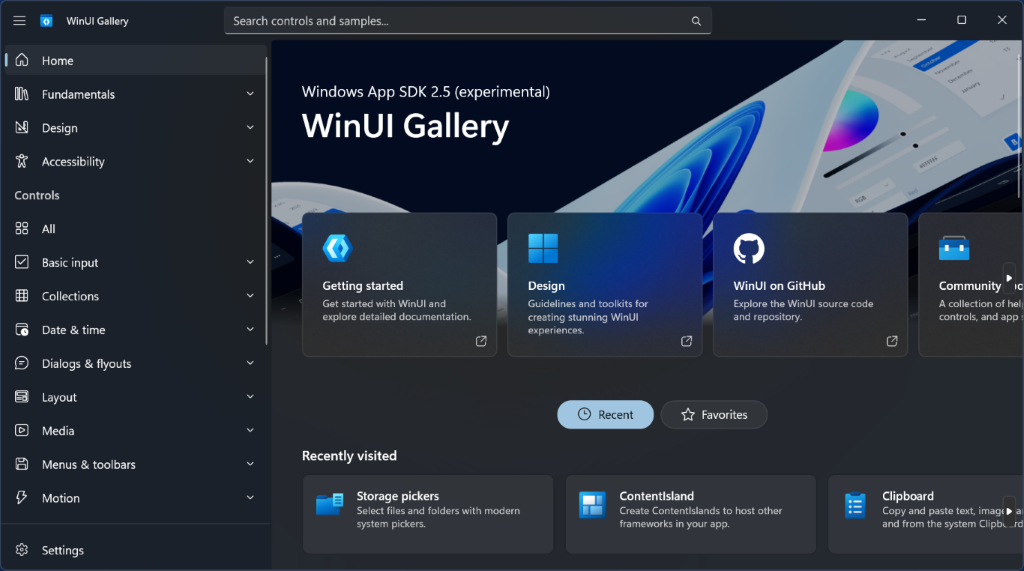 WinUI Gallery
Search controls and samples...
Home
Fundamentals
Design
Accessibility
Controls
All
Basic input
Collections
Date & time
Dialogs & flyouts
Layout
Media
Menus & toolbars
Motion
Settings
Windows App SDK 2.5 (experimental)
WinUI Gallery
Getting started
Get started with WinUI and
explore detailed documentation.
Design
Guidelines and toolkits for
creating stunning WinUI
experiences.
WinUI on GitHub
Explore the WinUI source code
and repository.
Community
A collection of
controls, and app
Recent
Favorites
Recently visited
Storage pickers
Select files and folders with modern
system pickers.
ContentIsland
Create ContentIslands to host other
frameworks in your app.
Clipboard
Copy and paste text,
and from the system